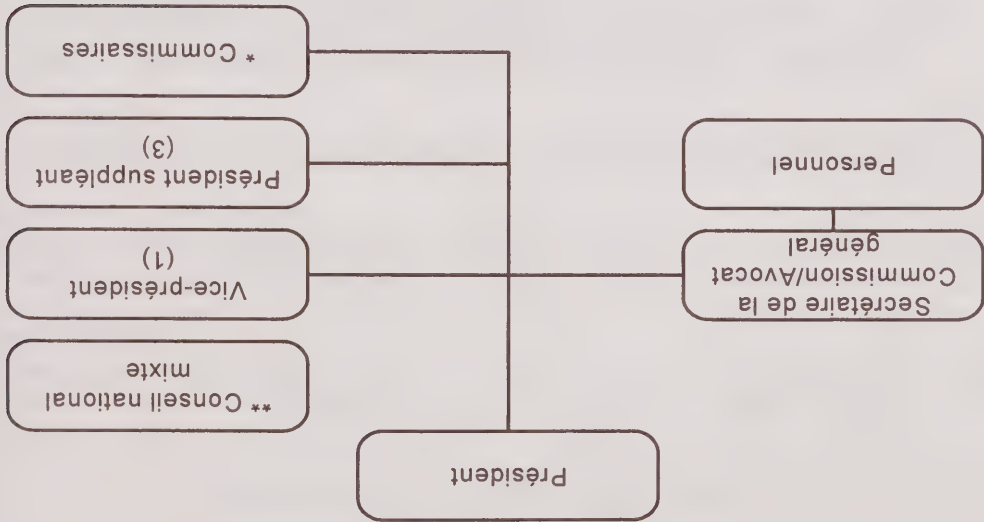 Président
** Conseil national
mixte
Vice-président
(1)
Secrétaire de la
Commission/Avocat
général
Président suppléant
(3)
Personnel
* Commissaires